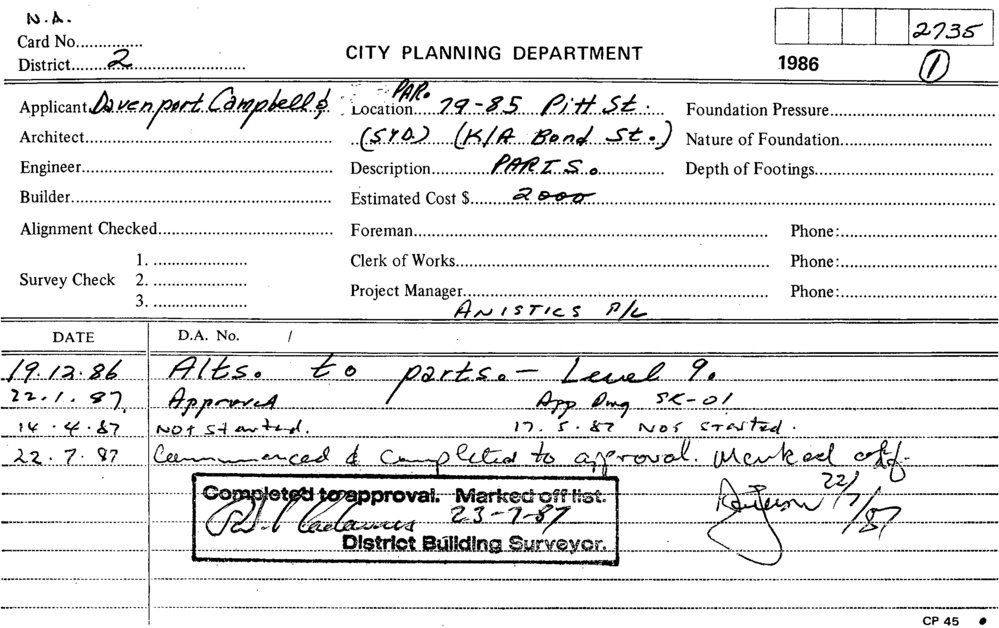 N.A.
Card No.
District 2
CITY PLANNING DEPARTMENT
2735
1986
1
Applicant Davenport Campbell &
PAR.
Location 79-85 Pitt St.
Foundation Pressure
Architect
(SYD) (K/A Bond St.)
Nature of Foundation
Engineer
Description PARTS.
Depth of Footings
Builder
Estimated Cost $ 2000
Alignment Checked
Foreman
Phone:
Survey Check
1.
2.
3.
Clerk of Works
Phone:
Project Manager
Phone:
ANISTICS P/L
DATE
D.A. No. /
19.12.86 Alts. to parts. - Level 9.
22.1.87. Approved App Dwg SK-01
14.4.87 NOT Started. 17.5.87 NOT STARTED.
22.7.87 Commenced & Completed to approval. Marked off.
Completed to approval. Marked off list.
23-7-87
District Building Surveyor.
22/7/87
CP 45